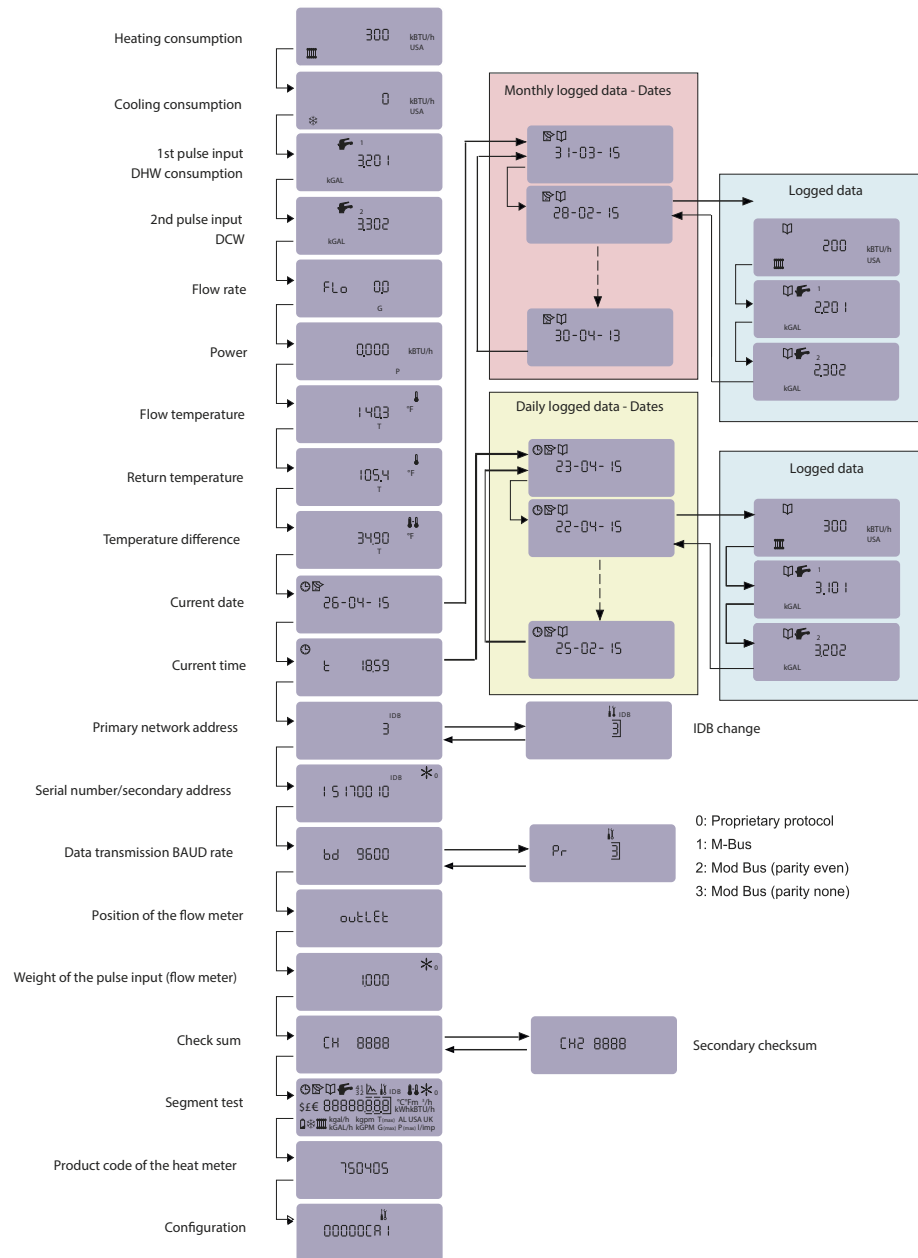 Heating consumption
300 kBTU/h
USA
Cooling consumption
0 kBTU/h
USA
1st pulse input
DHW consumption
1
3,201
kGAL
2nd pulse input
DCW
2
3,302
kGAL
Flow rate
FLo 0,0
G
Power
0,000 kBTU/h
P
Flow temperature
140,3 °F
T
Return temperature
105,4 °F
T
Temperature difference
34,90 °F
T
Current date
26-04-15
Current time
t 18,59
Primary network address
IDB
3
Serial number/secondary address
IDB 0
15170010
Data transmission BAUD rate
bd 9600
Position of the flow meter
outLEt
Weight of the pulse input (flow meter)
0
1,000
Check sum
CH 8888
Segment test
4 1
3 2 IDB 0
$£€ 88888888 °C°Fm ³/h
kWhkBTU/h
kgal/h kgpm T(max) AL USA UK
kGAL/h kGPM G(max) P(max) l/imp
Product code of the heat meter
750405
Configuration
00000CA1
Monthly logged data - Dates
31-03-15
28-02-15
30-04-13
Logged data
200 kBTU/h
USA
1
2,201
kGAL
2
2,302
kGAL
Daily logged data - Dates
23-04-15
22-04-15
25-02-15
Logged data
300 kBTU/h
USA
1
3,101
kGAL
2
3,202
kGAL
IDB
3
IDB change
Pr 3
0: Proprietary protocol
1: M-Bus
2: Mod Bus (parity even)
3: Mod Bus (parity none)
CH2 8888
Secondary checksum